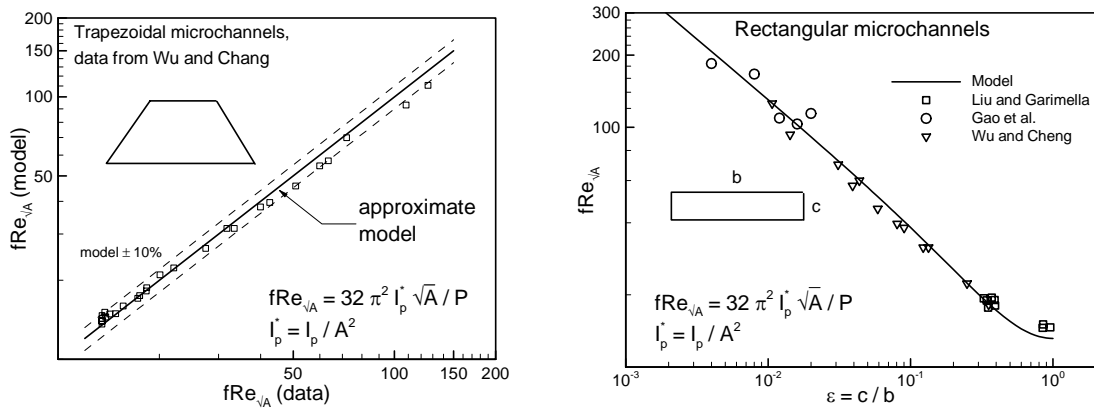 Trapezoidal microchannels,
data from Wu and Chang
200
150
100
50
fRe√A (model)
model ± 10%
approximate
model
fRe√A = 32 π² I*p √A / P
I*p = Ip / A²
50
100
150
200
fRe√A (data)
Rectangular microchannels
300
200
100
fRe√A
Model
Liu and Garimella
Gao et al.
Wu and Cheng
b
c
fRe√A = 32 π² I*p √A / P
I*p = Ip / A²
10⁻³
10⁻²
10⁻¹
10⁰
ε = c / b